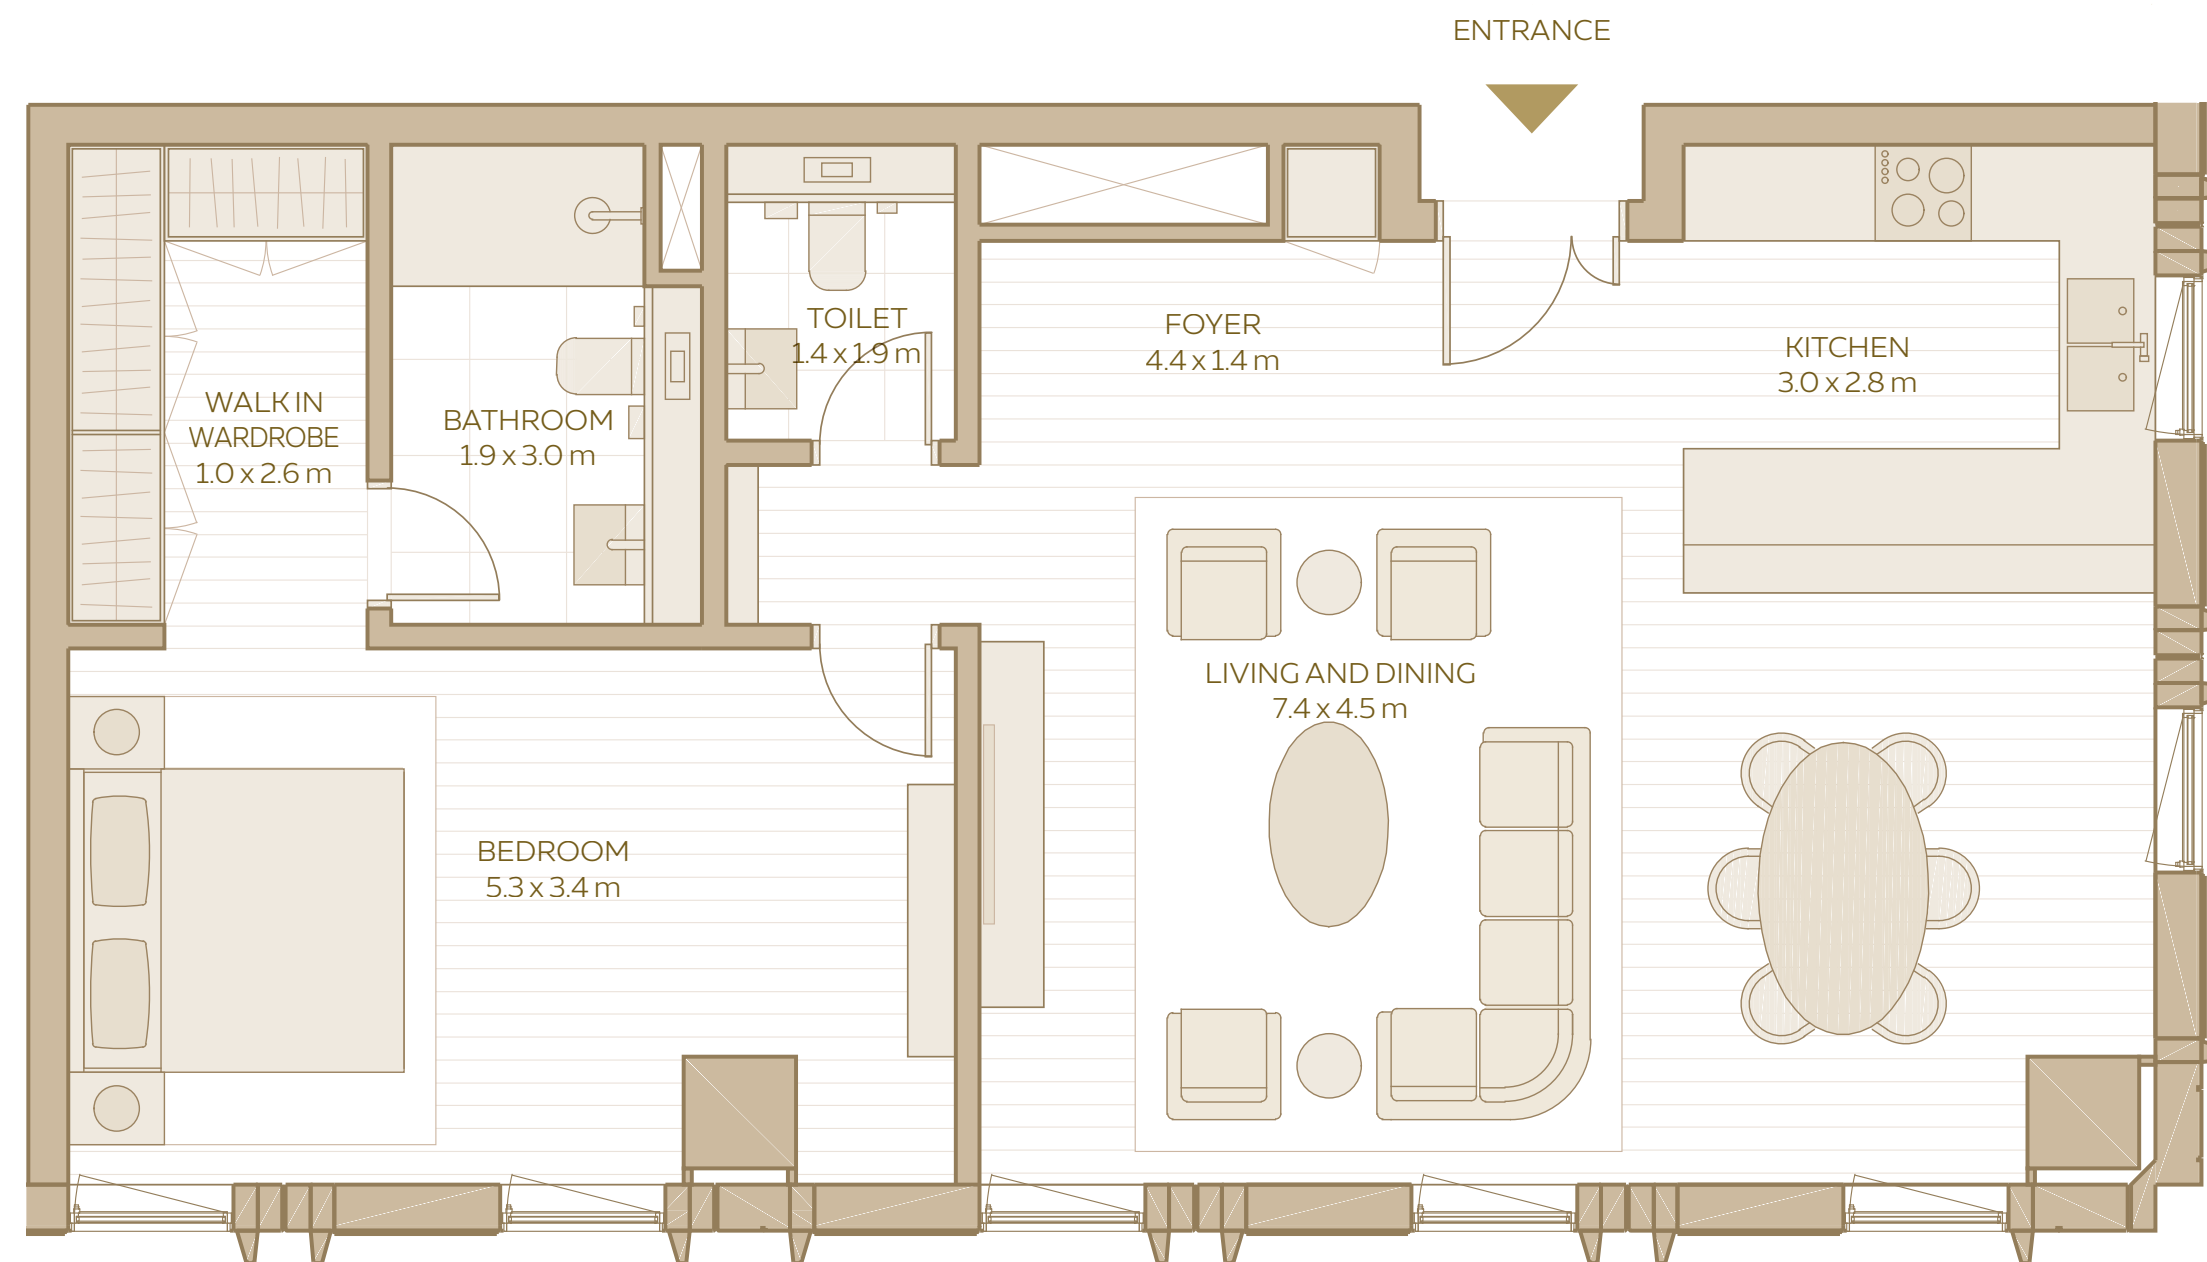 ENTRANCE
TOILET
1.4 x 1.9 m
FOYER
4.4 x 1.4 m
KITCHEN
3.0 x 2.8 m
WALK IN
WARDROBE
1.0 x 2.6 m
BATHROOM
1.9 x 3.0 m
LIVING AND DINING
7.4 x 4.5 m
BEDROOM
5.3 x 3.4 m